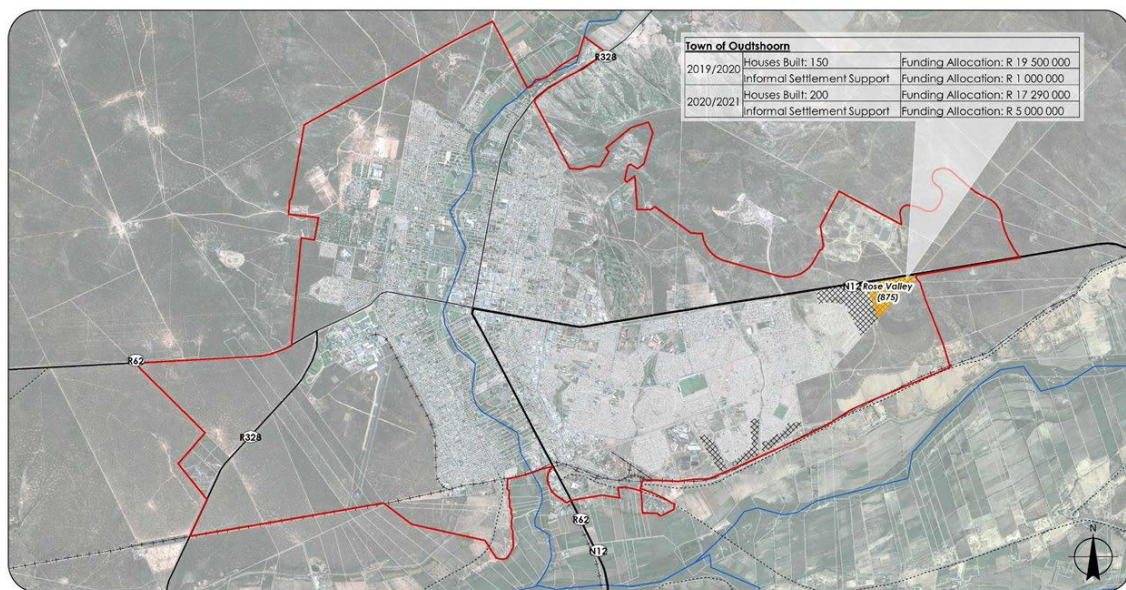 R328
Town of Oudtshoorn
2019/2020
Houses Built: 150
Funding Allocation: R 19 500 000
Informal Settlement Support
Funding Allocation: R 1 000 000
2020/2021
Houses Built: 200
Funding Allocation: R 17 290 000
Informal Settlement Support
Funding Allocation: R 5 000 000
N12
Rose Valley
(875)
R62
R328
R62
N12
N